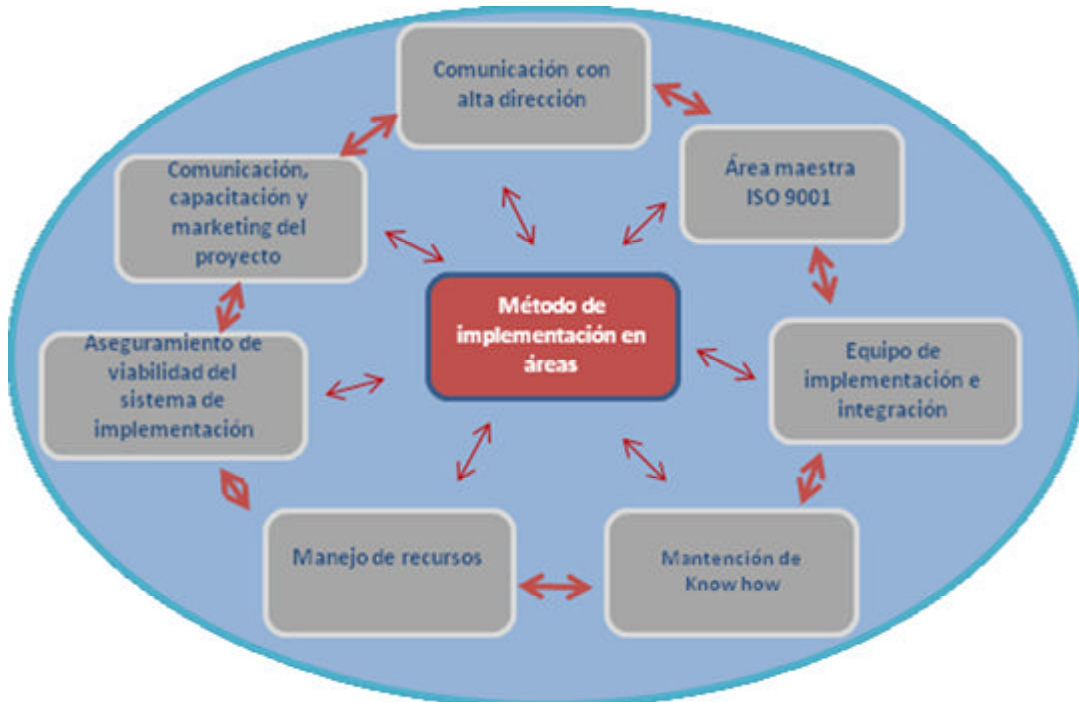 Comunicación con
alta dirección
Área maestra
ISO 9001
Equipo de
implementación e
integración
Mantención de
Know how
Manejo de recursos
Aseguramiento de
viabilidad del
sistema de
implementación
Comunicación,
capacitación y
marketing del
proyecto
Método de
implementación en
áreas